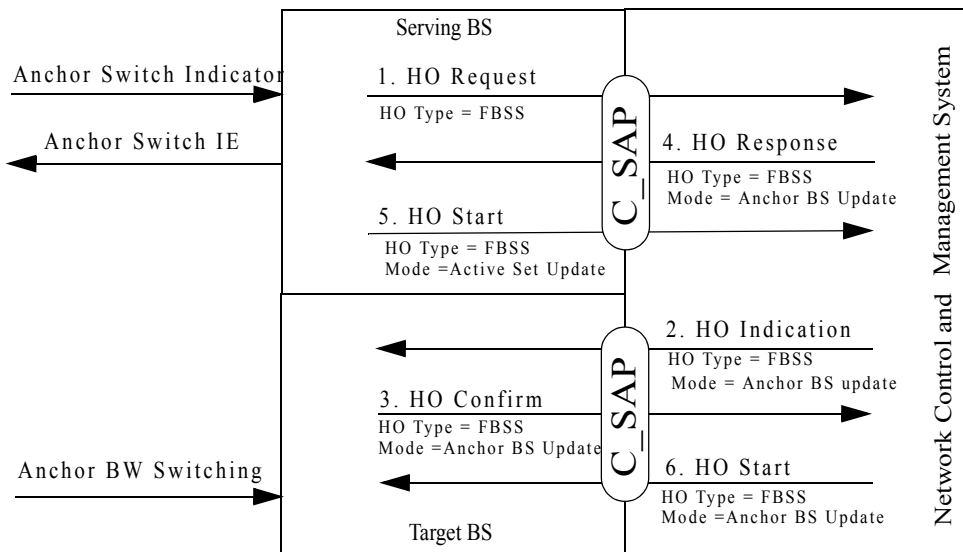 Serving BS
Anchor Switch Indicator
1. HO Request
HO Type = FBSS
Anchor Switch IE
4. HO Response
HO Type = FBSS
Mode = Anchor BS Update
5. HO Start
HO Type = FBSS
Mode =Active Set Update
C_SAP
2. HO Indication
HO Type = FBSS
Mode = Anchor BS update
3. HO Confirm
HO Type = FBSS
Mode =Anchor BS Update
C_SAP
Anchor BW Switching
6. HO Start
HO Type = FBSS
Mode =Anchor BS Update
Target BS
Network Control and Management System